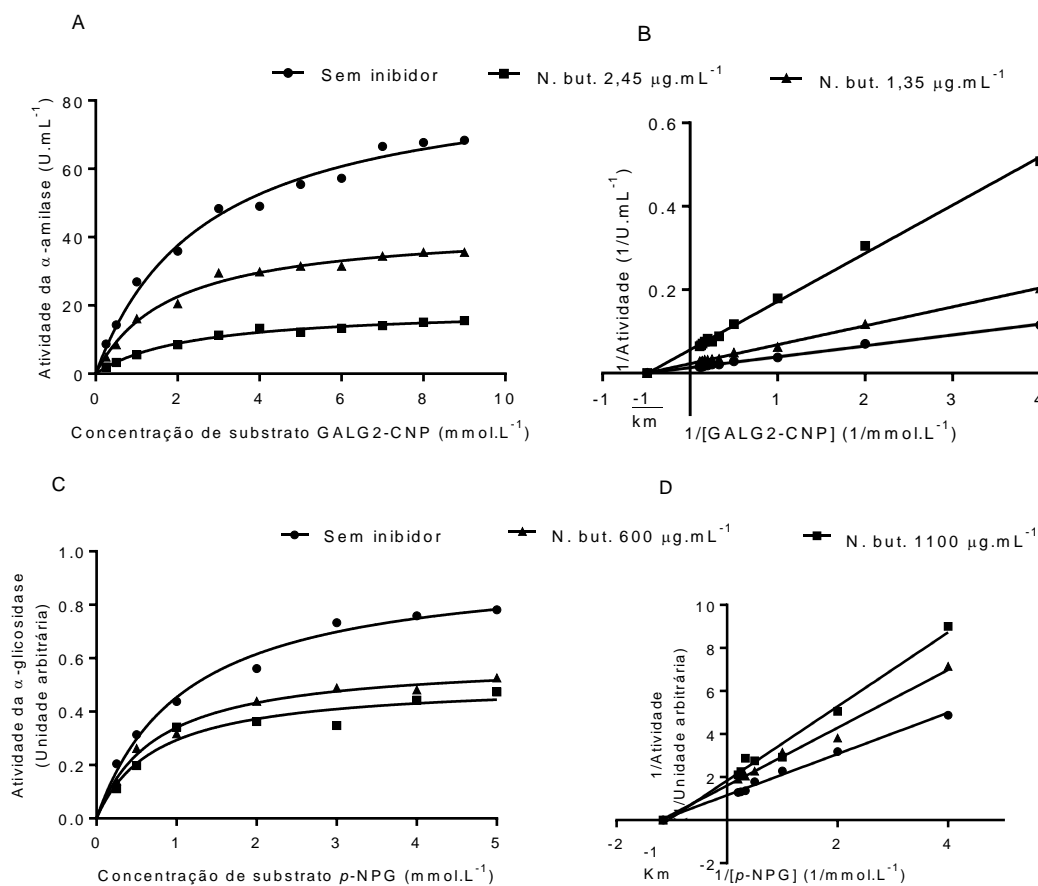 A
B
Sem inibidor
N. but. 2,45 µg.mL⁻¹
N. but. 1,35 µg.mL⁻¹
Atividade da α-amilase (U.mL⁻¹)
80
60
40
20
0
0
2
4
6
8
10
Concentração de substrato GALG2-CNP (mmol.L⁻¹)
1/Atividade (1/U.mL⁻¹)
0.6
0.4
0.2
-1
-1
km
1
2
3
4
1/[GALG2-CNP] (1/mmol.L⁻¹)
C
D
Sem inibidor
N. but. 600 µg.mL⁻¹
N. but. 1100 µg.mL⁻¹
Atividade da α-glicosidase
(Unidade arbitrária)
1.0
0.8
0.6
0.4
0.2
0.0
0
1
2
3
4
5
Concentração de substrato p-NPG (mmol.L⁻¹)
1/Atividade
/Unidade arbitrária)
10
8
6
4
2
-2
-2
-1
Km
2
4
1/[p-NPG] (1/mmol.L⁻¹)